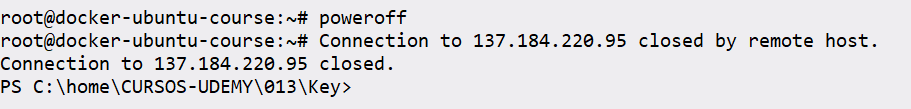 root@docker-ubuntu-course:~# poweroff
root@docker-ubuntu-course:~# Connection to 137.184.220.95 closed by remote host.
Connection to 137.184.220.95 closed.
PS C:\home\CURSOS-UDEMY\013\Key>